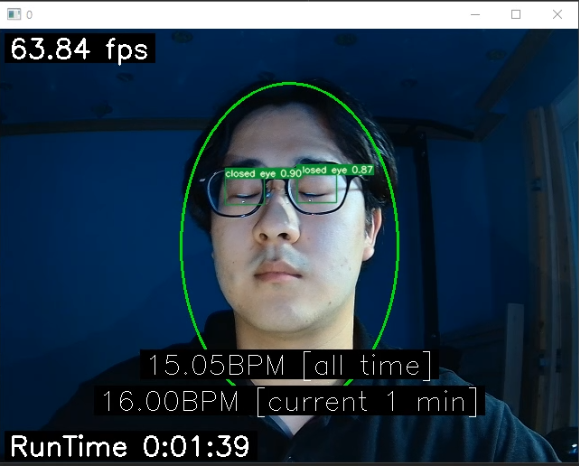 0
63.84 fps
closed eye 0.90 losed eye 0.87
15.05BPM [all time]
16.00BPM [current 1 min]
RunTime 0:01:39